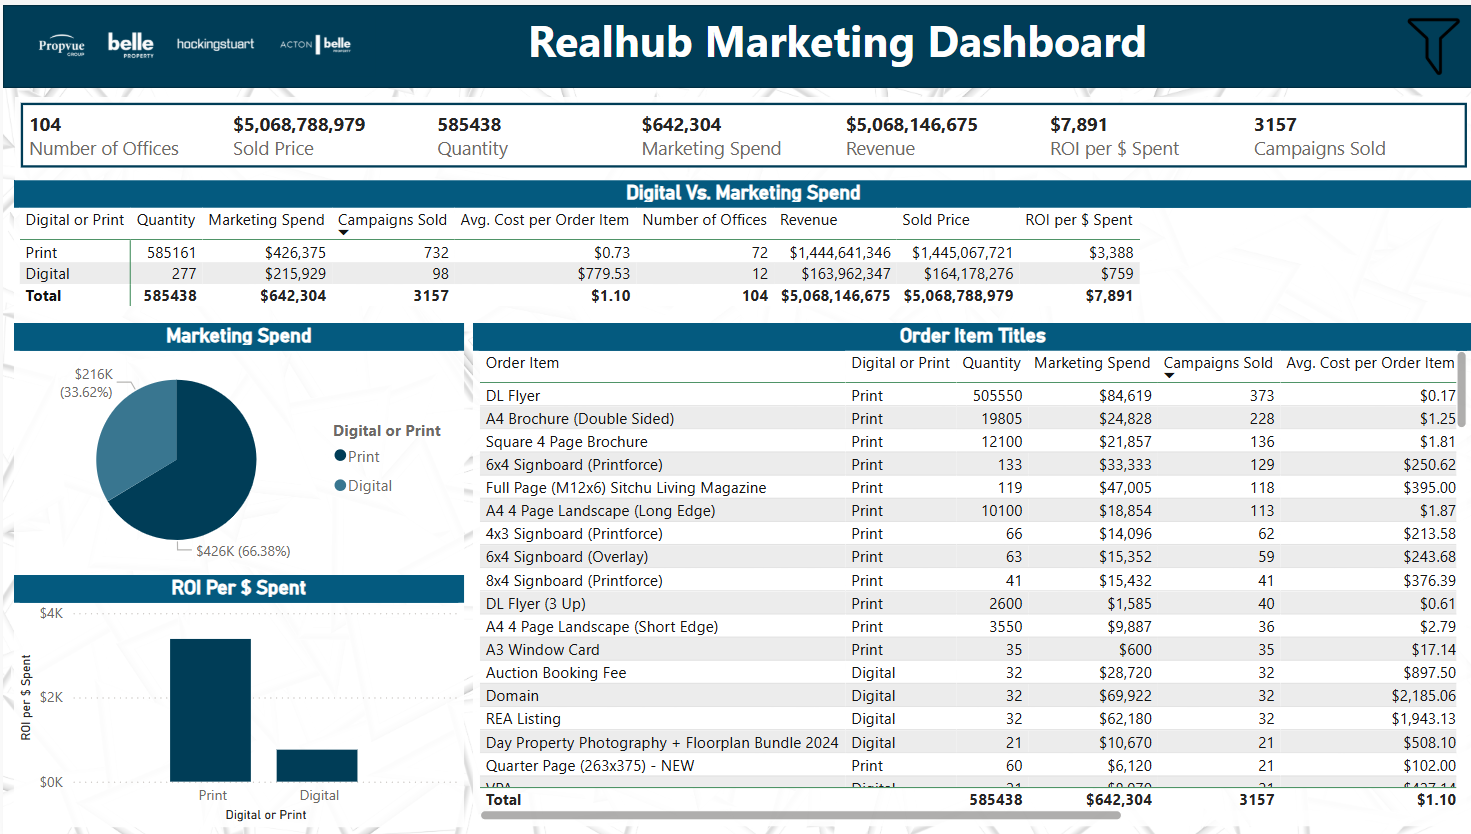 Propvue GROUP
belle PROPERTY
hockingstuart
ACTON | belle PROPERTY
Realhub Marketing Dashboard
104 $5,068,788,979 585438 $642,304 $5,068,146,675 $7,891 3157
Number of Offices Sold Price Quantity Marketing Spend Revenue ROI per $ Spent Campaigns Sold
Digital Vs. Marketing Spend
Digital or Print Quantity Marketing Spend Campaigns Sold Avg. Cost per Order Item Number of Offices Revenue Sold Price ROI per $ Spent
Print 585161 $426,375 732 $0.73 72 $1,444,641,346 $1,445,067,721 $3,388
Digital 277 $215,929 98 $779.53 12 $163,962,347 $164,178,276 $759
Total 585438 $642,304 3157 $1.10 104 $5,068,146,675 $5,068,788,979 $7,891
Marketing Spend
$216K
(33.62%)
Digital or Print
Print
Digital
$426K (66.38%)
ROI Per $ Spent
$4K
$2K
$0K
ROI per $ Spent
Print Digital
Digital or Print
Order Item Titles
Order Item Digital or Print Quantity Marketing Spend Campaigns Sold Avg. Cost per Order Item
DL Flyer Print 505550 $84,619 373 $0.17
A4 Brochure (Double Sided) Print 19805 $24,828 228 $1.25
Square 4 Page Brochure Print 12100 $21,857 136 $1.81
6x4 Signboard (Printforce) Print 133 $33,333 129 $250.62
Full Page (M12x6) Sitchu Living Magazine Print 119 $47,005 118 $395.00
A4 4 Page Landscape (Long Edge) Print 10100 $18,854 113 $1.87
4x3 Signboard (Printforce) Print 66 $14,096 62 $213.58
6x4 Signboard (Overlay) Print 63 $15,352 59 $243.68
8x4 Signboard (Printforce) Print 41 $15,432 41 $376.39
DL Flyer (3 Up) Print 2600 $1,585 40 $0.61
A4 4 Page Landscape (Short Edge) Print 3550 $9,887 36 $2.79
A3 Window Card Print 35 $600 35 $17.14
Auction Booking Fee Digital 32 $28,720 32 $897.50
Domain Digital 32 $69,922 32 $2,185.06
REA Listing Digital 32 $62,180 32 $1,943.13
Day Property Photography + Floorplan Bundle 2024 Digital 21 $10,670 21 $508.10
Quarter Page (263x375) - NEW Print 60 $6,120 21 $102.00
Total 585438 $642,304 3157 $1.10